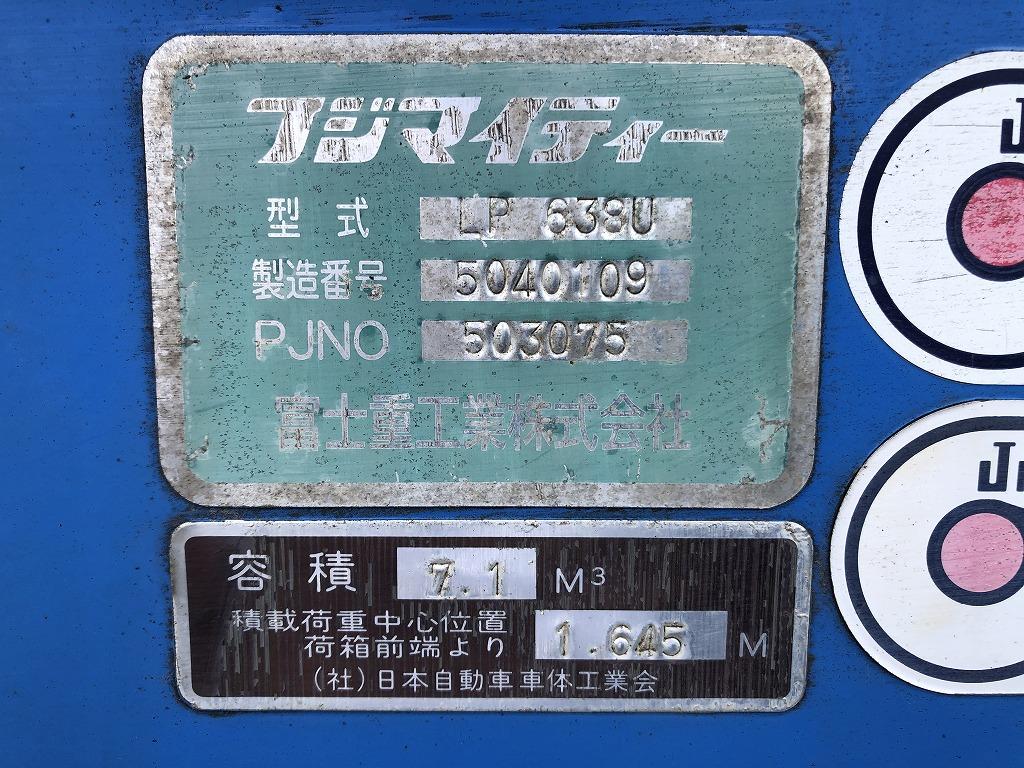 フジマイティー
型式 LP 638U
製造番号 5040109
PJNO 503075
富士重工業株式会社
容積 7.1 M³
積載荷重中心位置
荷箱前端より 1.645 M
(社)日本自動車車体工業会